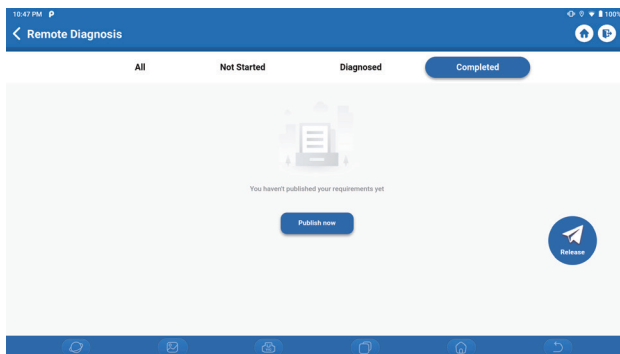 10:47 PM P 100%
Remote Diagnosis
All Not Started Diagnosed Completed
You haven't published your requirements yet
Publish now
Release